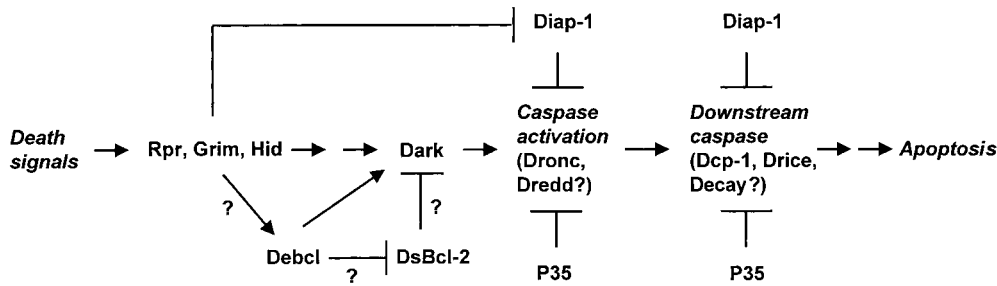 Diap-1
Diap-1
Death
signals
Rpr, Grim, Hid
Dark
Caspase
activation
(Dronc,
Dredd?)
Downstream
caspase
(Dcp-1, Drice,
Decay?)
Apoptosis
?
?
Debcl
?
DsBcl-2
P35
P35